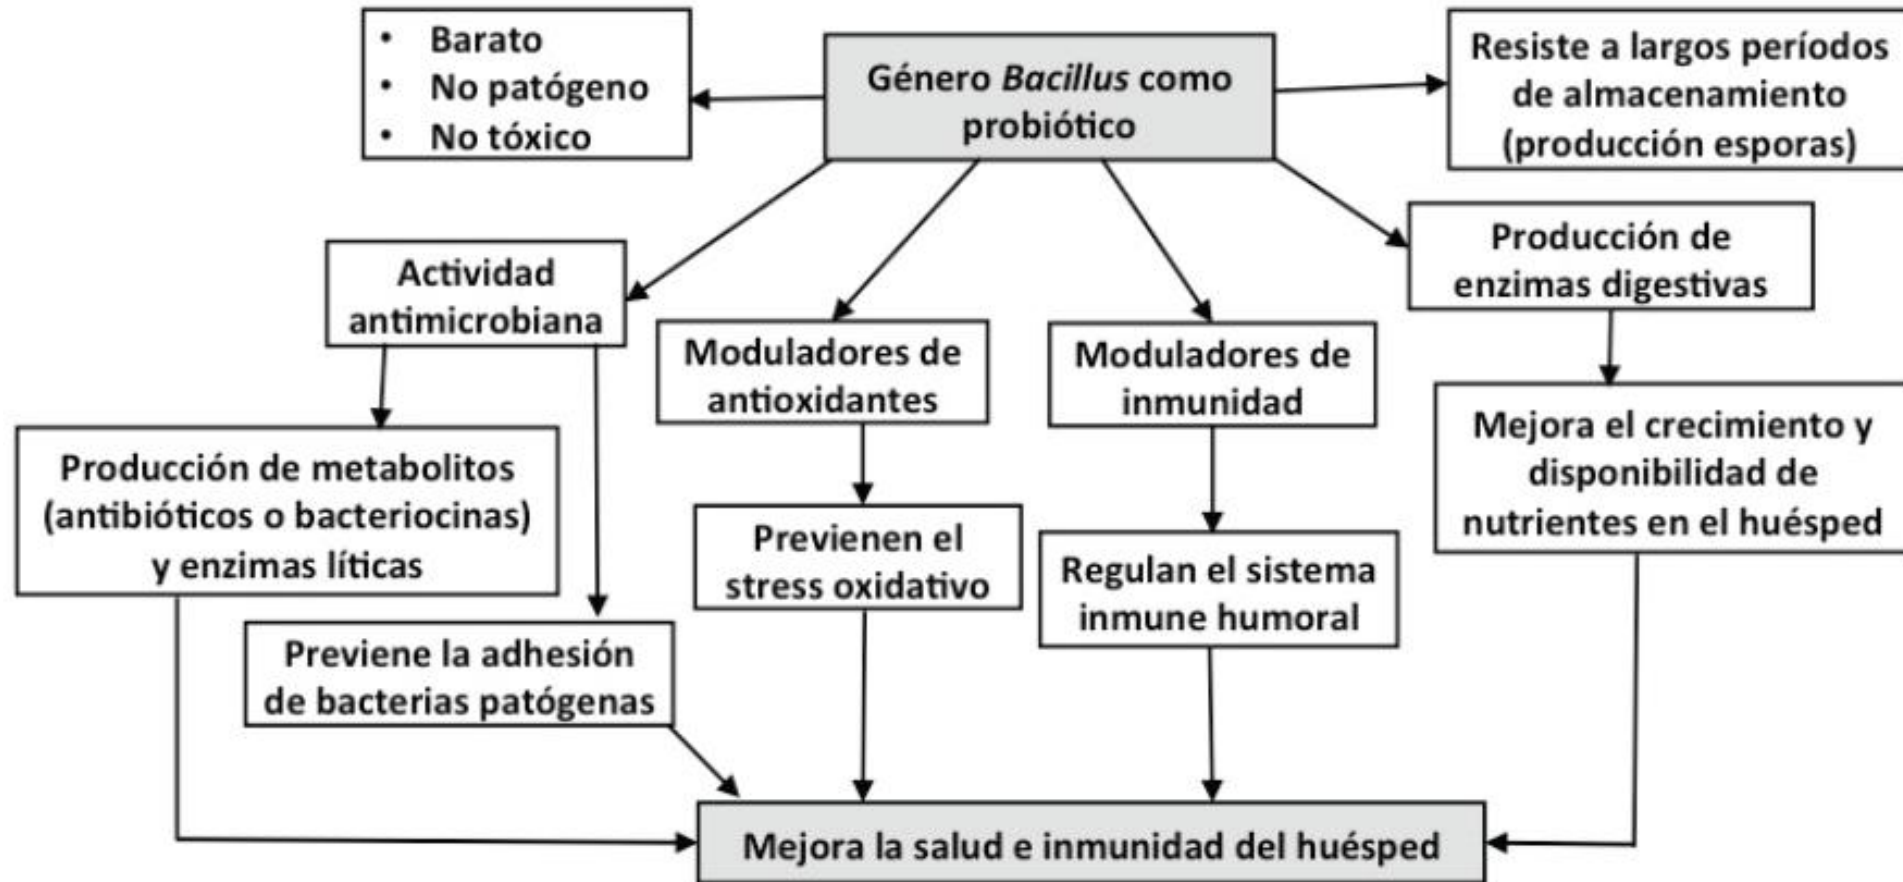 • Barato
• No patógeno
• No tóxico
Género Bacillus como
probiótico
Resiste a largos períodos
de almacenamiento
(producción esporas)
Actividad
antimicrobiana
Moduladores de
antioxidantes
Moduladores de
inmunidad
Producción de
enzimas digestivas
Producción de metabolitos
(antibióticos o bacteriocinas)
y enzimas líticas
Previenen el
stress oxidativo
Regulan el sistema
inmune humoral
Mejora el crecimiento y
disponibilidad de
nutrientes en el huésped
Previene la adhesión
de bacterias patógenas
Mejora la salud e inmunidad del huésped